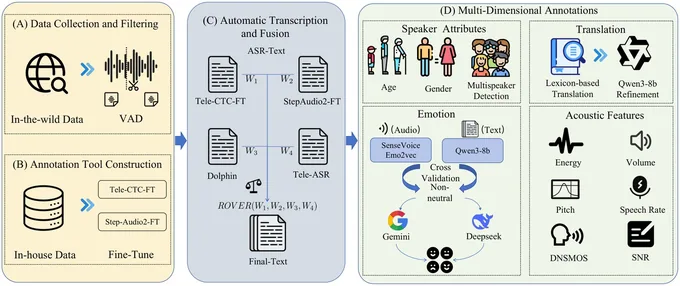 (A) Data Collection and Filtering
In-the-wild Data
VAD
(B) Annotation Tool Construction
Tele-CTC-FT
Step-Audio2-FT
In-house Data
Fine-Tune
(C) Automatic Transcription
and Fusion
ASR-Text
W1
W2
Tele-CTC-FT
StepAudio2-FT
W3
W4
Dolphin
Tele-ASR
ROVER(W1, W2, W3, W4)
Final-Text
(D) Multi-Dimensional Annotations
Speaker Attributes
Age
Gender
Multispeaker
Detection
Translation
Lexicon-based
Translation
Qwen3-8b
Refinement
Emotion
(Audio)
(Text)
SenseVoice
Emo2vec
Qwen3-8b
Cross
Validation
Non-
neutral
Gemini
Deepseek
Acoustic Features
Energy
Volume
Pitch
Speech Rate
DNSMOS
SNR